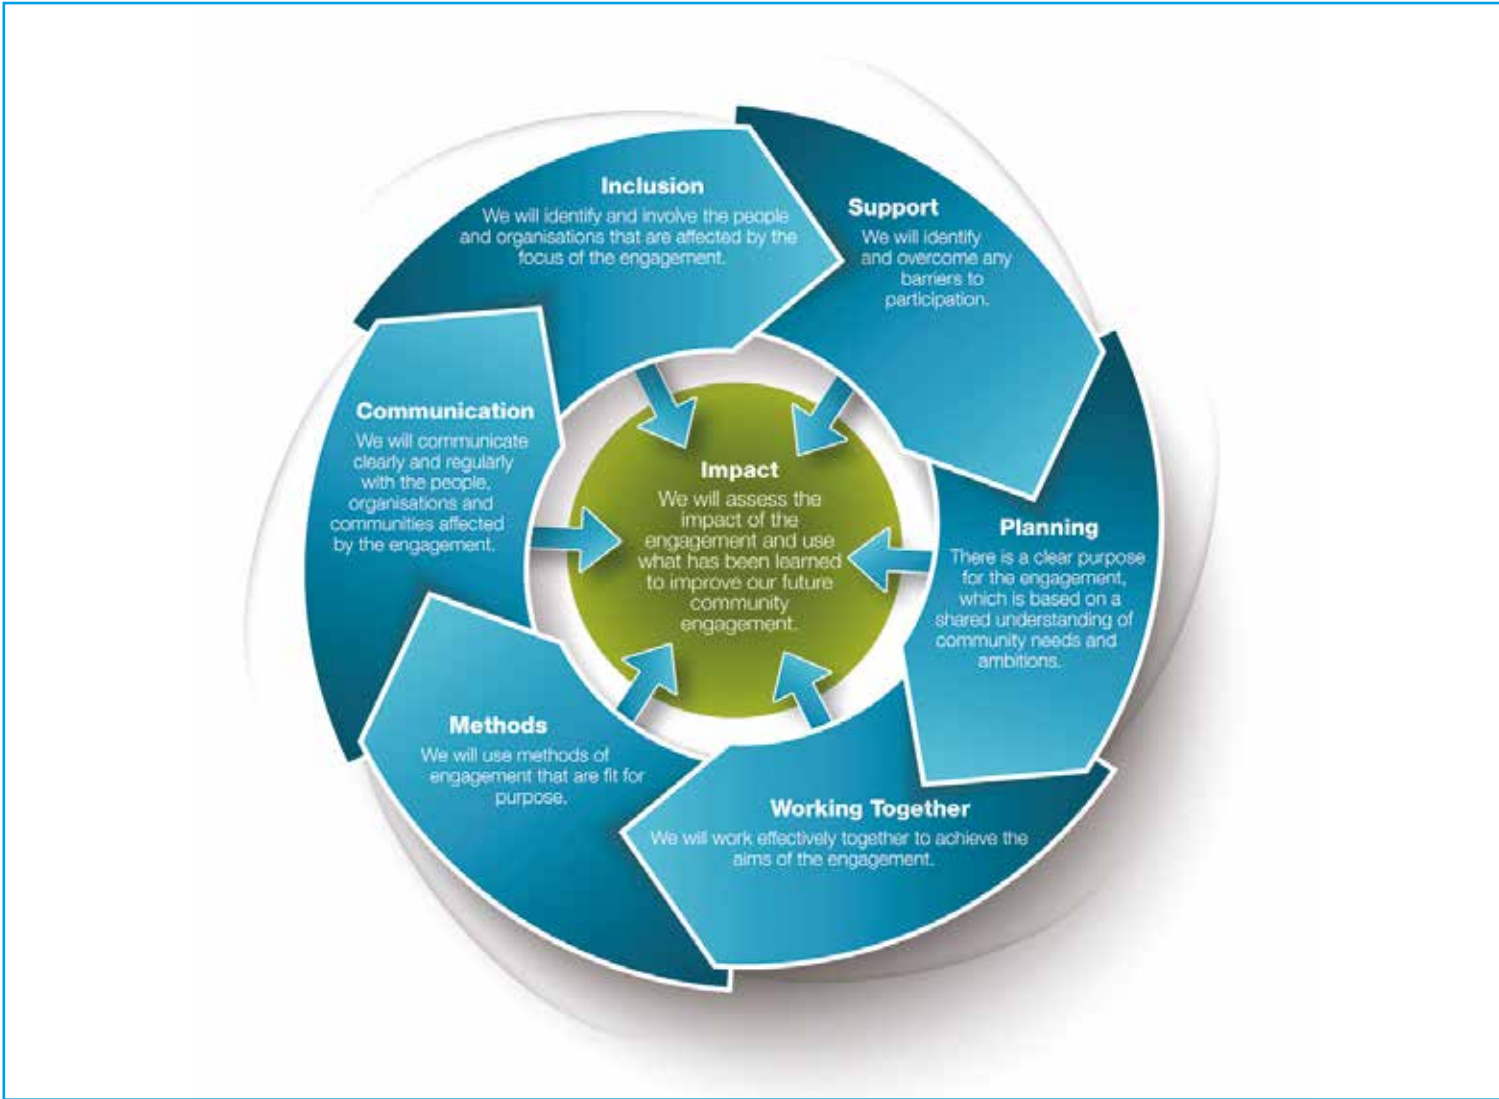 Inclusion
We will identify and involve the people
and organisations that are affected by the
focus of the engagement.
Support
We will identify
and overcome any
barriers to
participation.
Planning
There is a clear purpose
for the engagement,
which is based on a
shared understanding of
community needs and
ambitions.
Working Together
We will work effectively together to achieve the
aims of the engagement.
Methods
We will use methods of
engagement that are fit for
purpose.
Communication
We will communicate
clearly and regularly
with the people,
organisations and
communities affected
by the engagement.
Impact
We will assess the
impact of the
engagement and use
what has been learned
to improve our future
community
engagement.